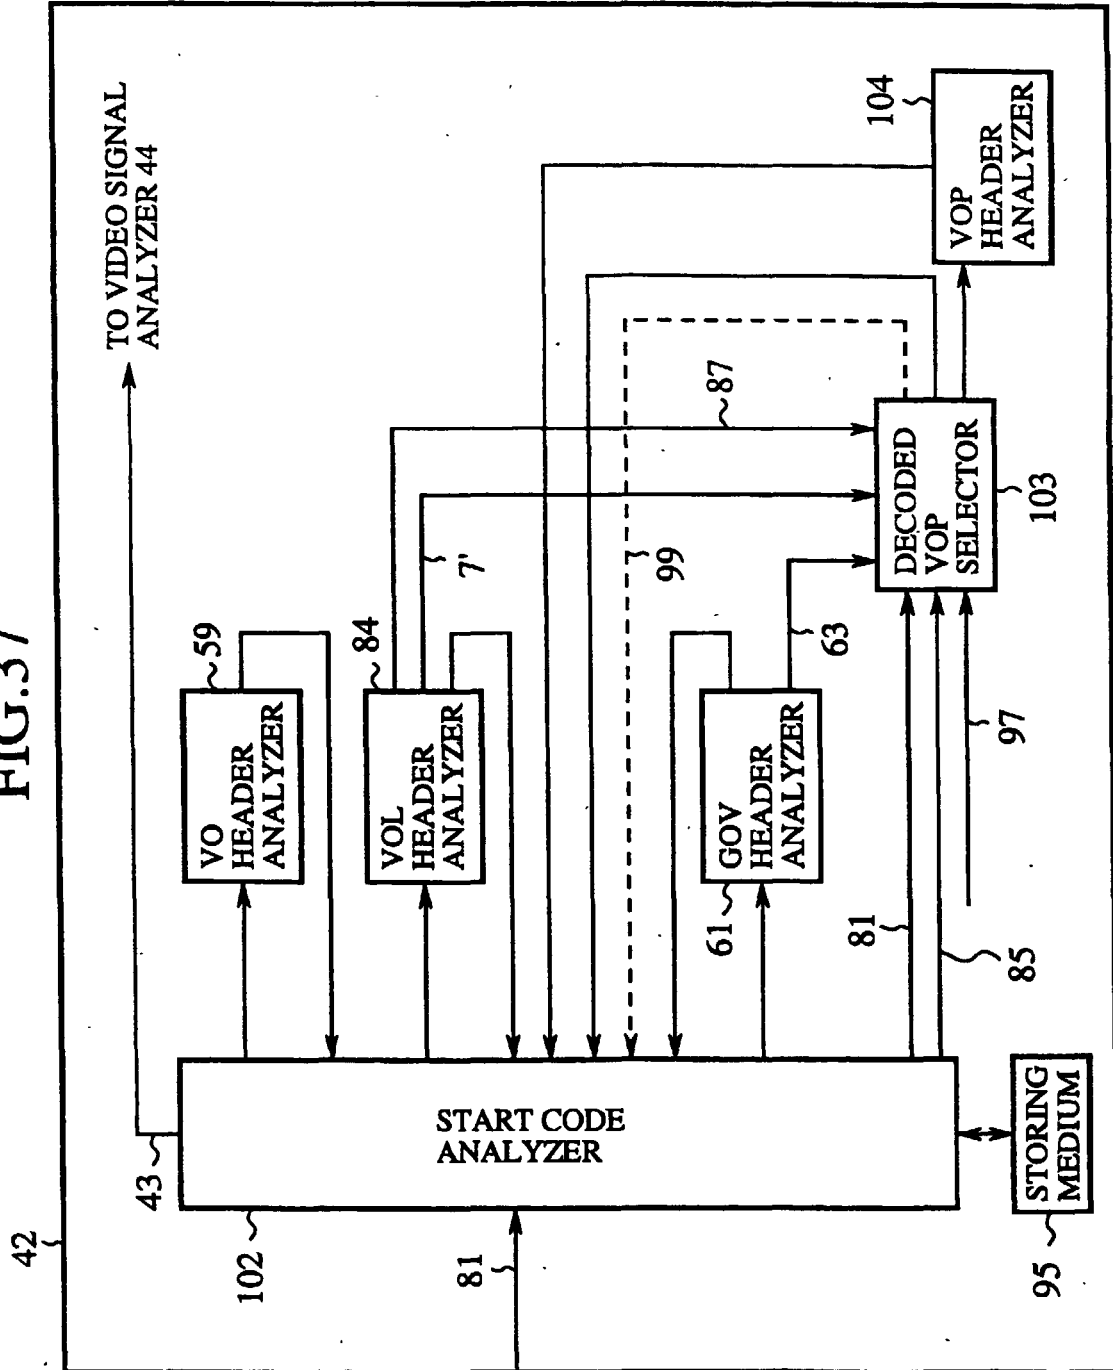 FIG.37
42
TO VIDEO SIGNAL
ANALYZER 44
43
102
81
START CODE
ANALYZER
STORING
MEDIUM
95
VO
HEADER
ANALYZER
59
VOL
HEADER
ANALYZER
84
7'
87
99
GOV
HEADER
ANALYZER
61
63
81
85
97
DECODED
VOP
SELECTOR
103
VOP
HEADER
ANALYZER
104